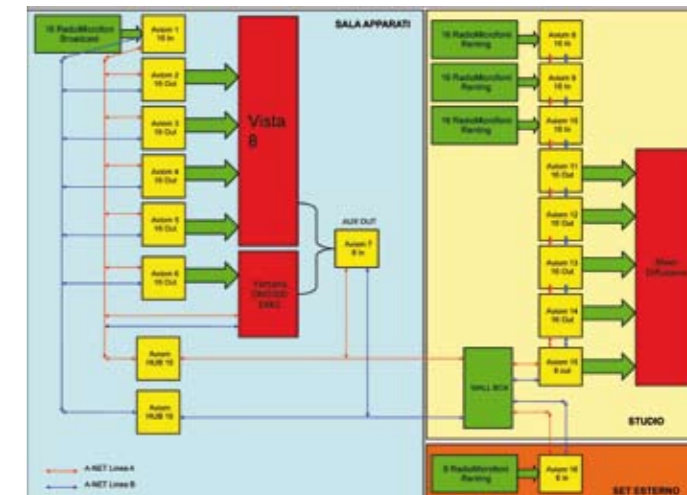 SALA APPARATI
16 RadioMicrofoni
Broadcast
Aviom 1
16 In
Aviom 2
16 Out
Aviom 3
16 Out
Aviom 4
16 Out
Aviom 5
16 Out
Aviom 6
16 Out
Vista
8
Yamaha
AUX OUT
Aviom 7
8 In
Aviom
HUB 10
Aviom
HUB 10
A-NET Linea A
A-NET Linea B
16 RadioMicrofoni
Renting
Aviom 8
16 In
16 RadioMicrofoni
Renting
Aviom 9
16 In
16 RadioMicrofoni
Renting
Aviom 10
16 In
Aviom 11
16 Out
Aviom 12
16 Out
Aviom 13
16 Out
Aviom 14
16 Out
Aviom 15
8 out
Mixer
Diffusione
WALL BOX
STUDIO
8 RadioMicrofoni
Renting
Aviom 16
SET ESTERNO